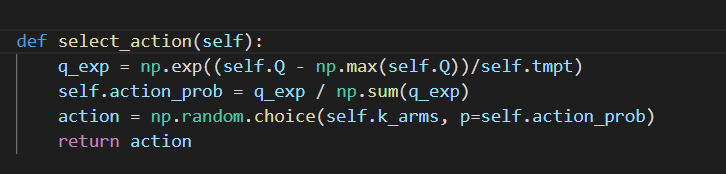 def select_action(self):
    q_exp = np.exp((self.Q - np.max(self.Q))/self.tmpt)
    self.action_prob = q_exp / np.sum(q_exp)
    action = np.random.choice(self.k_arms, p=self.action_prob)
    return action